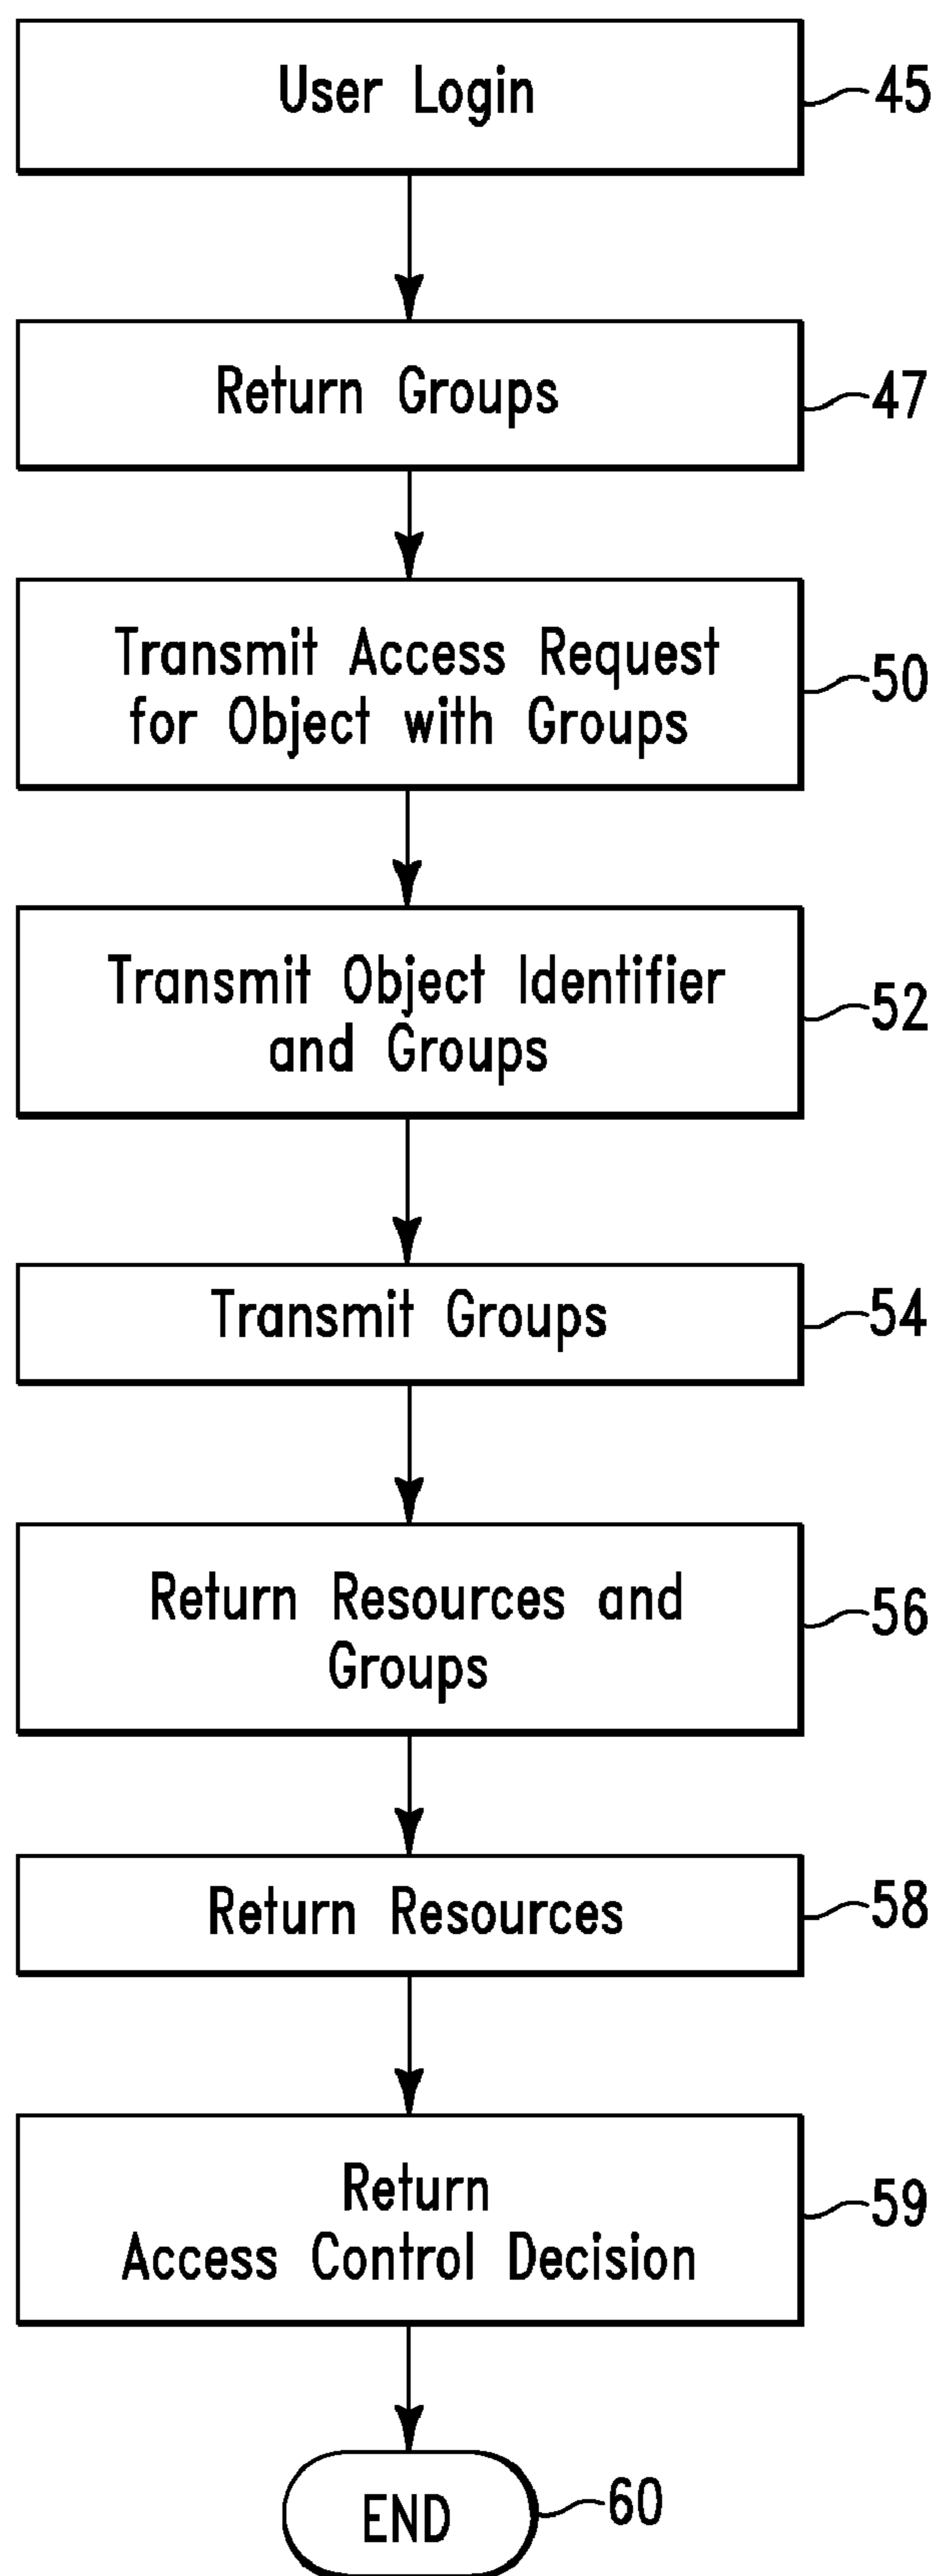 User Login
45
Return Groups
47
Transmit Access Request
for Object with Groups
50
Transmit Object Identifier
and Groups
52
Transmit Groups
54
Return Resources and
Groups
56
Return Resources
58
Return
Access Control Decision
59
END
60